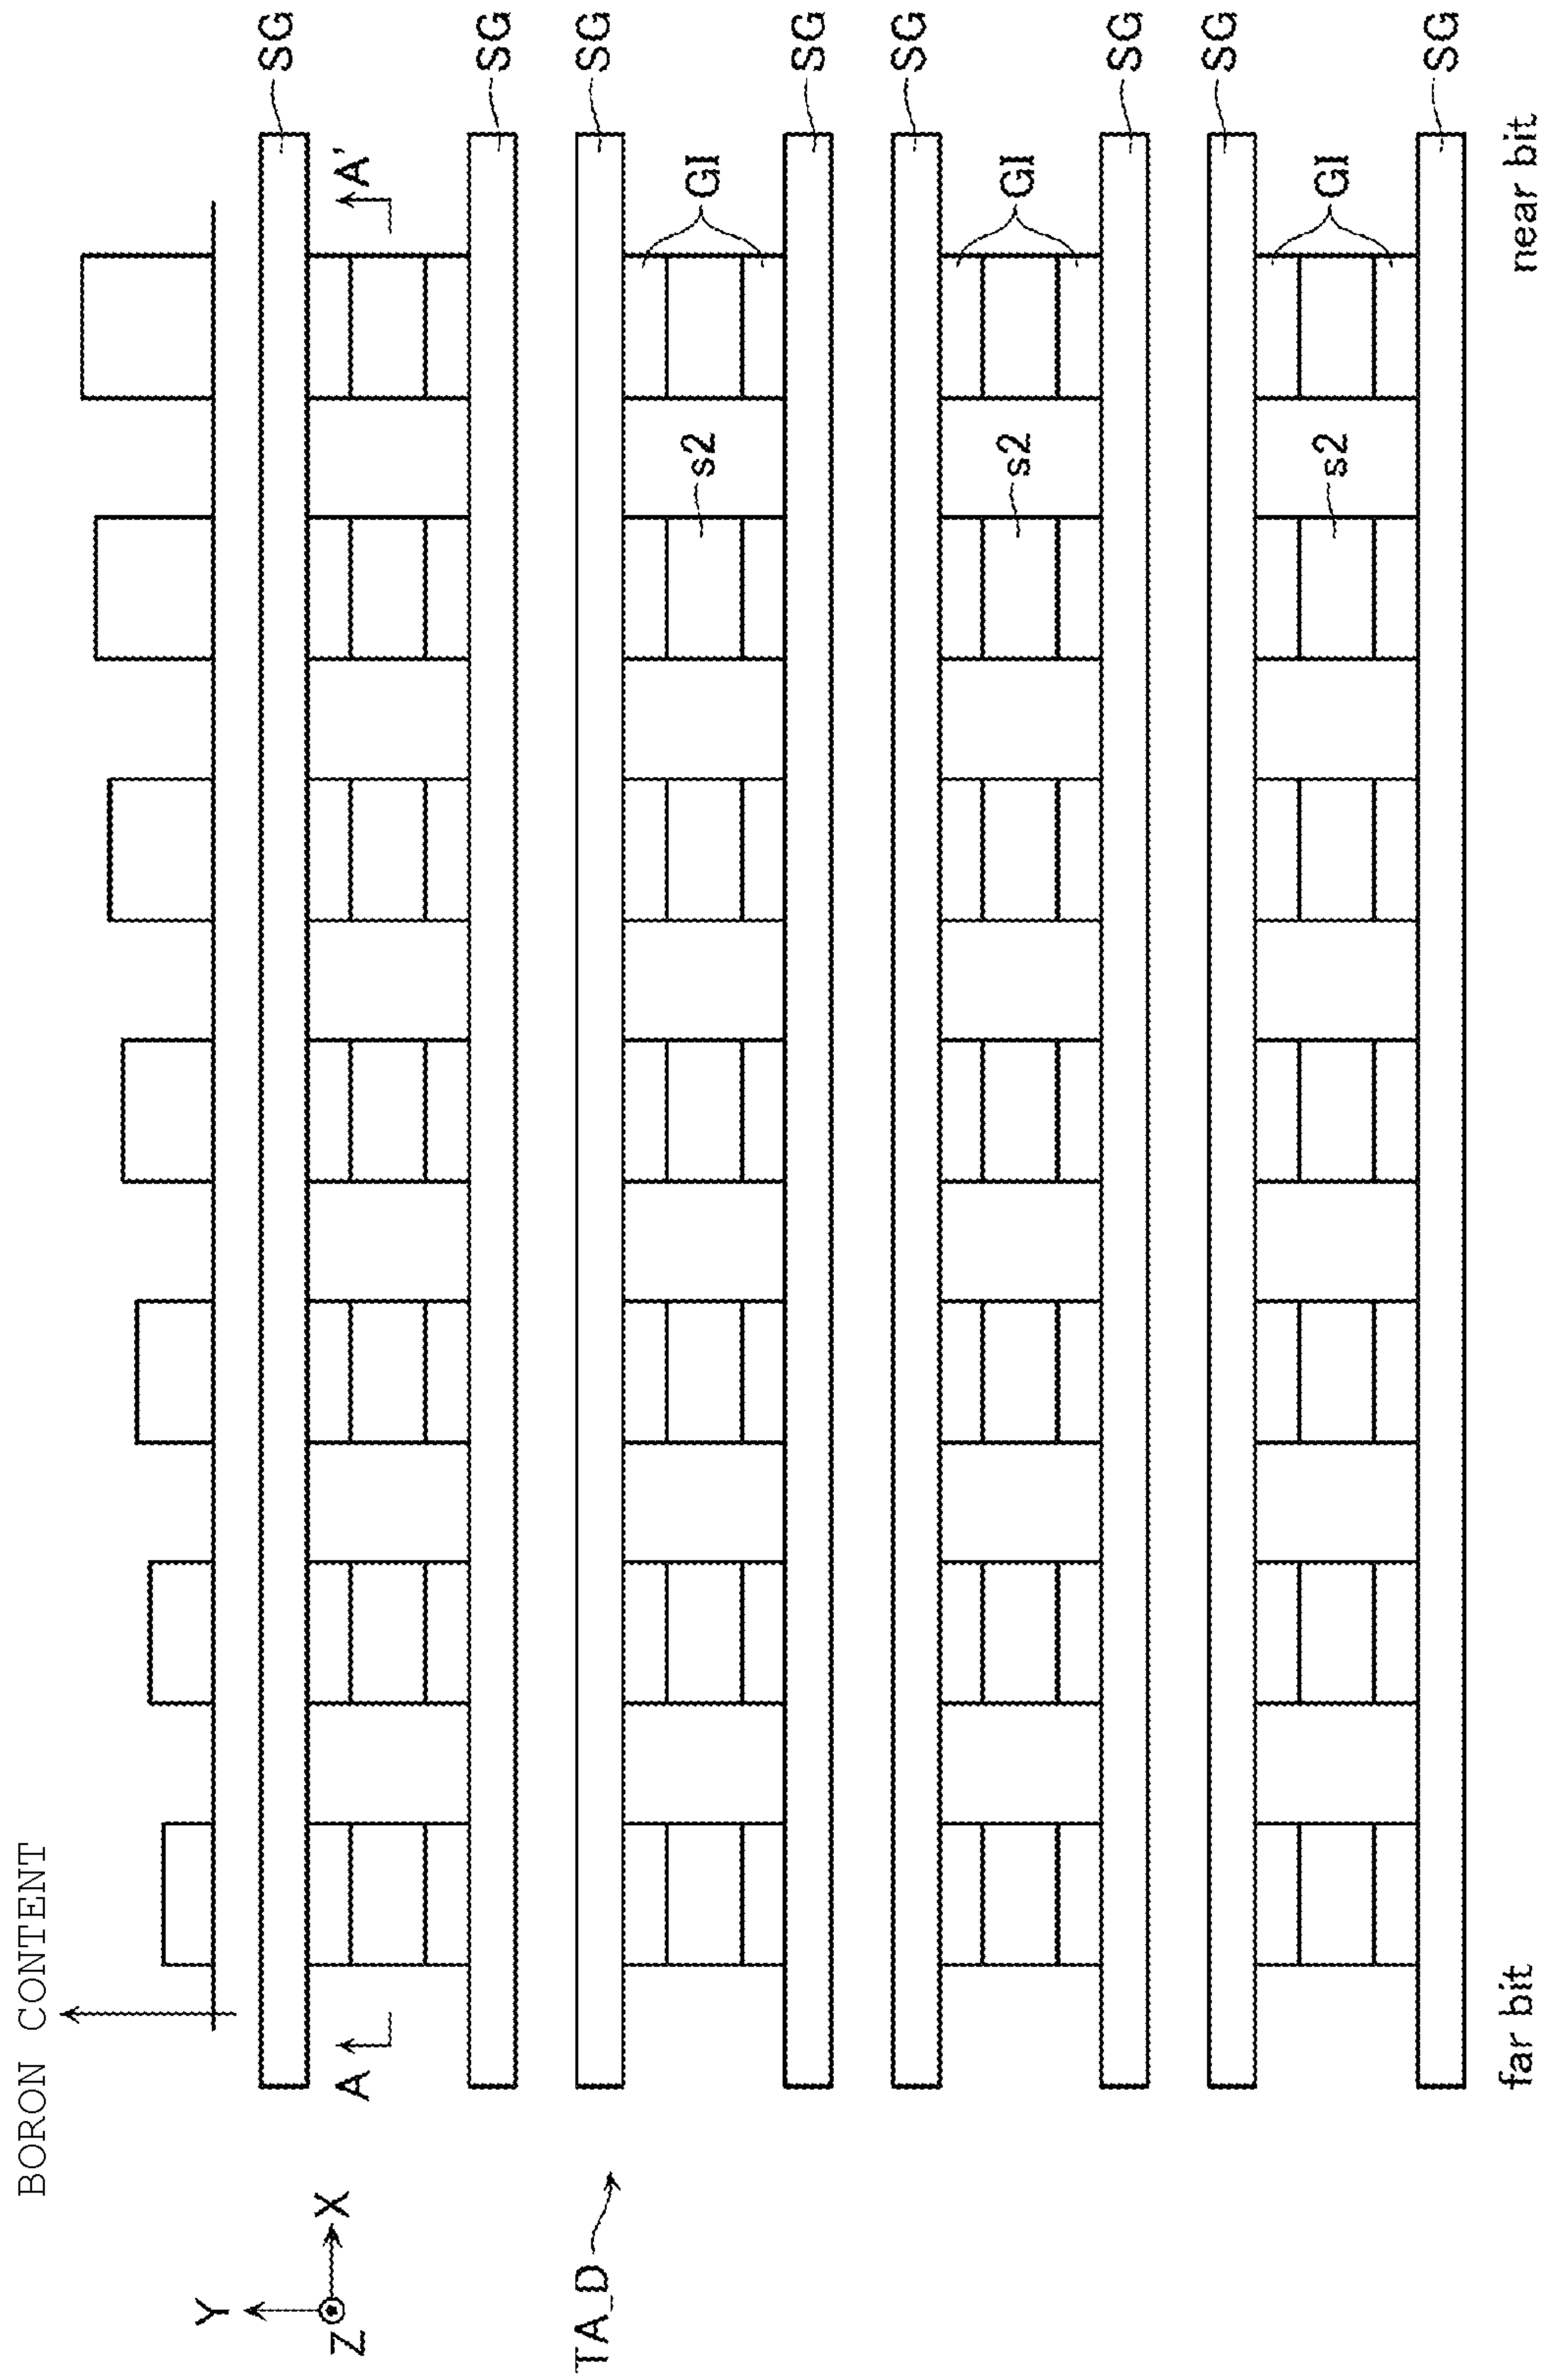 BORON CONTENT
Y
X
Z
TA_D
A
A'
SG
SG
SG
GI
s2
SG
SG
GI
s2
SG
SG
GI
s2
SG
far bit
near bit